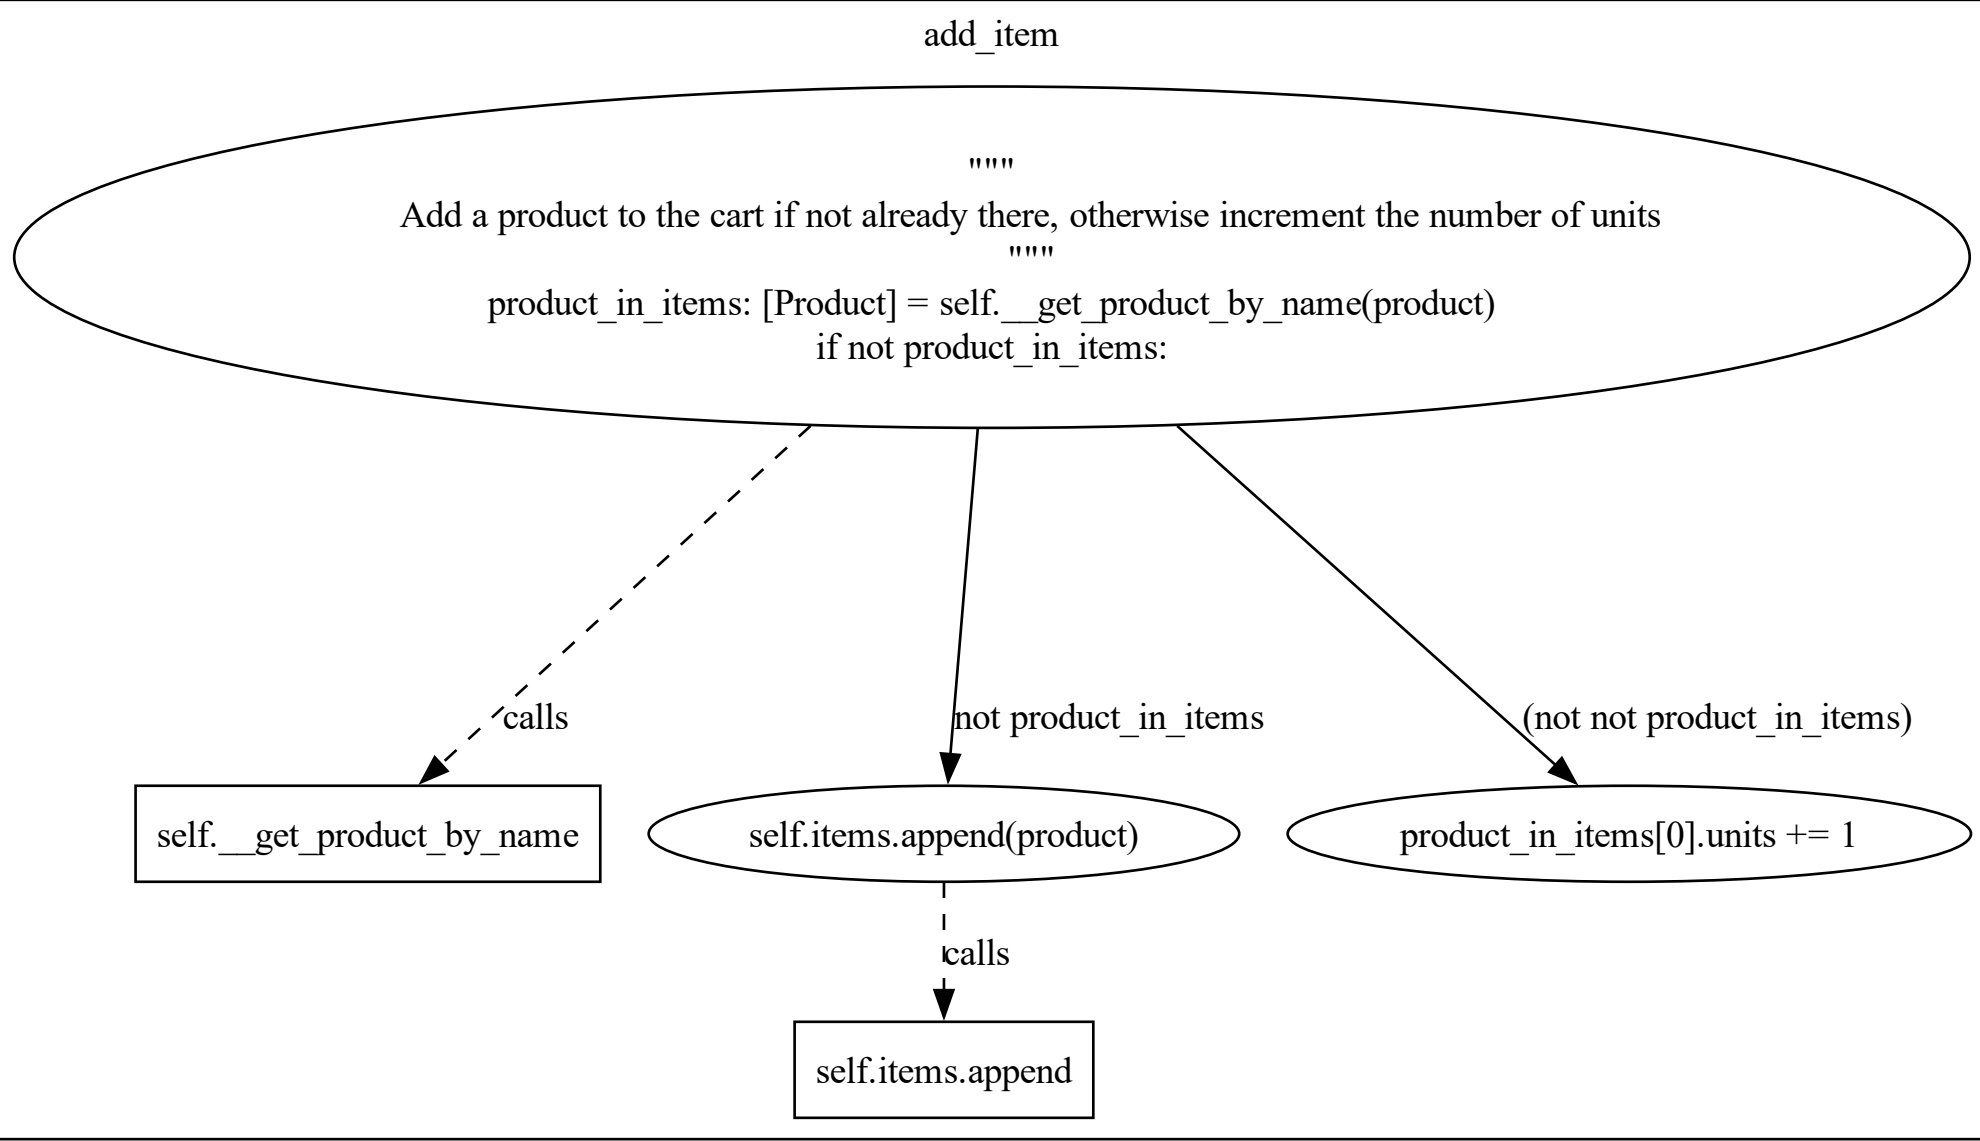 add_item
"""
Add a product to the cart if not already there, otherwise increment the number of units
"""
product_in_items: [Product] = self.__get_product_by_name(product)
if not product_in_items:
calls
not product_in_items
(not not product_in_items)
self.__get_product_by_name
self.items.append(product)
product_in_items[0].units += 1
calls
self.items.append